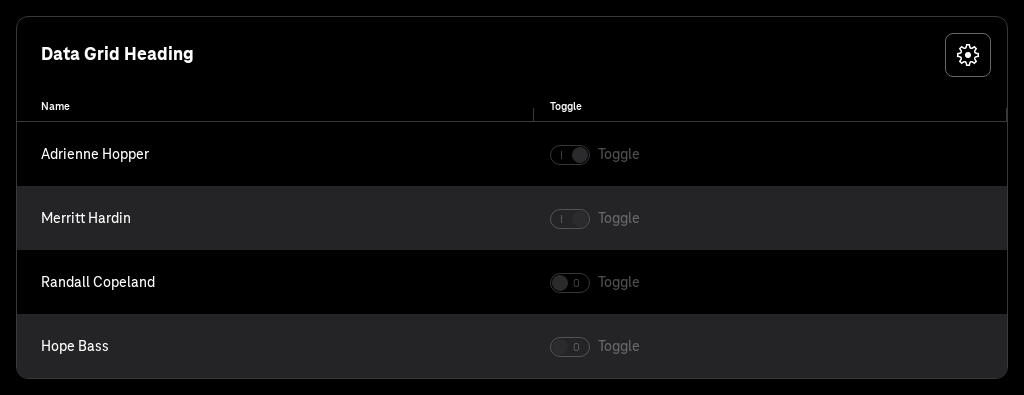 Data Grid Heading
Name Toggle
Adrienne Hopper I Toggle
Merritt Hardin I Toggle
Randall Copeland 0 Toggle
Hope Bass 0 Toggle